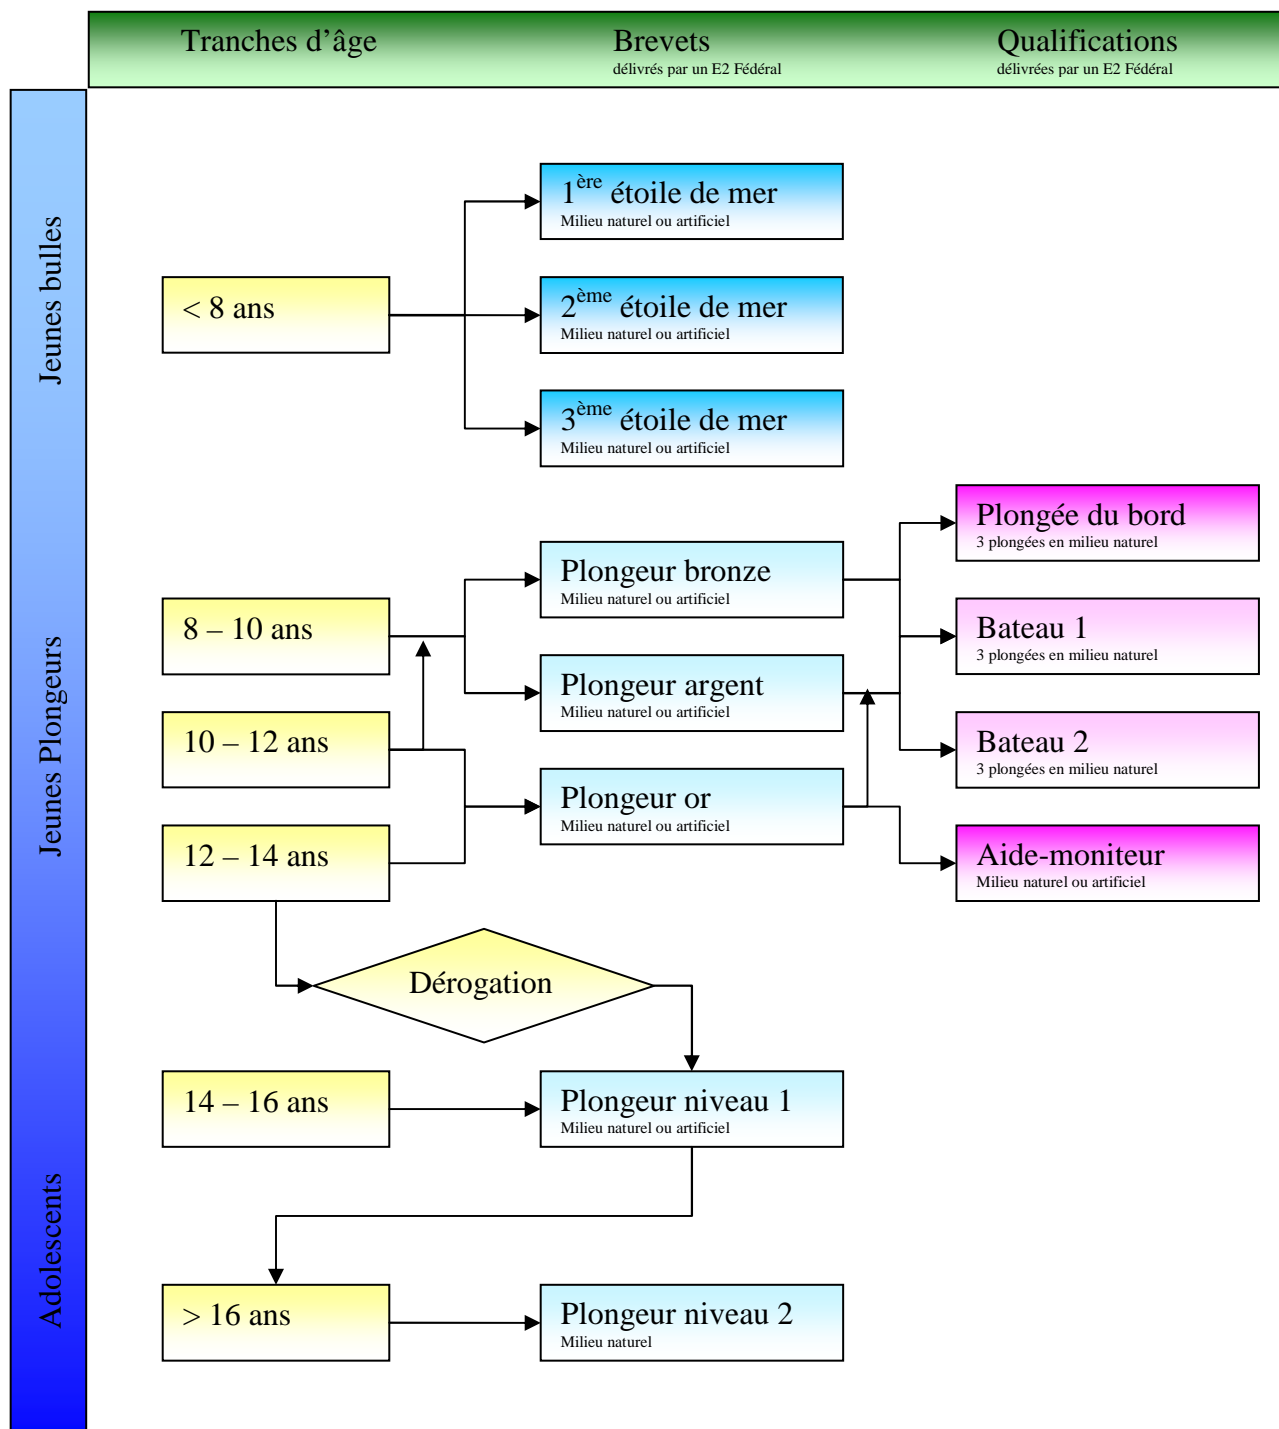 Tranches d’âge
Brevets
délivrés par un E2 Fédéral
Qualifications
délivrées par un E2 Fédéral
Jeunes bulles
< 8 ans
1ère étoile de mer
Milieu naturel ou artificiel
2ème étoile de mer
Milieu naturel ou artificiel
3ème étoile de mer
Milieu naturel ou artificiel
Jeunes Plongeurs
8 – 10 ans
10 – 12 ans
12 – 14 ans
Plongeur bronze
Milieu naturel ou artificiel
Plongeur argent
Milieu naturel ou artificiel
Plongeur or
Milieu naturel ou artificiel
Plongée du bord
3 plongées en milieu naturel
Bateau 1
3 plongées en milieu naturel
Bateau 2
3 plongées en milieu naturel
Aide-moniteur
Milieu naturel ou artificiel
Dérogation
Adolescents
14 – 16 ans
Plongeur niveau 1
Milieu naturel ou artificiel
> 16 ans
Plongeur niveau 2
Milieu naturel